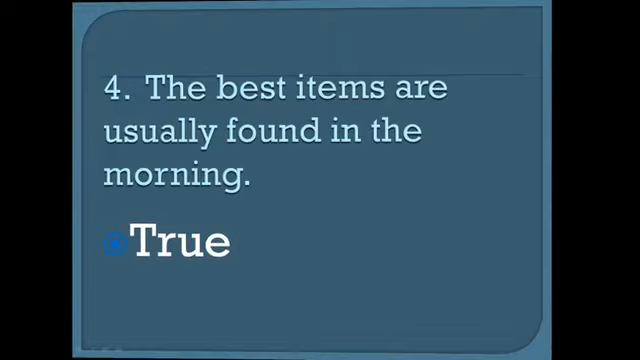 4. The best items are
usually found in the
morning.
True